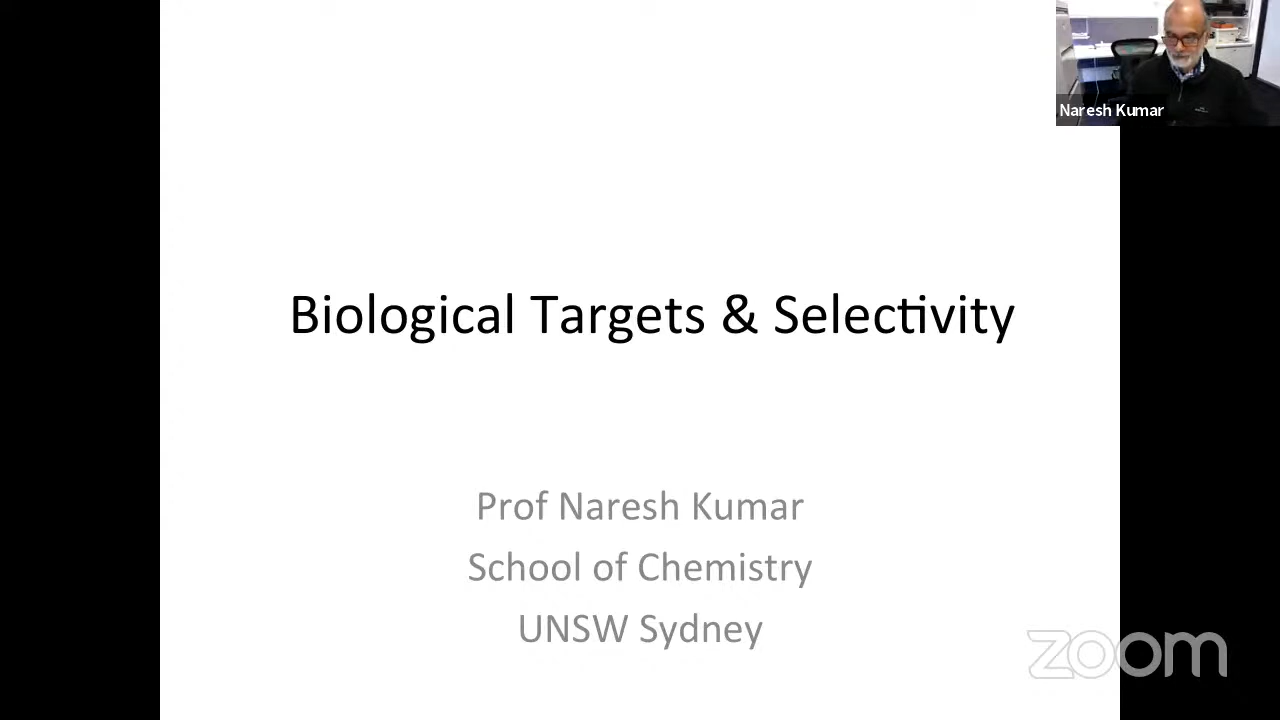 Naresh Kumar
Biological Targets & Selectivity
Prof Naresh Kumar
School of Chemistry
UNSW Sydney
zoom